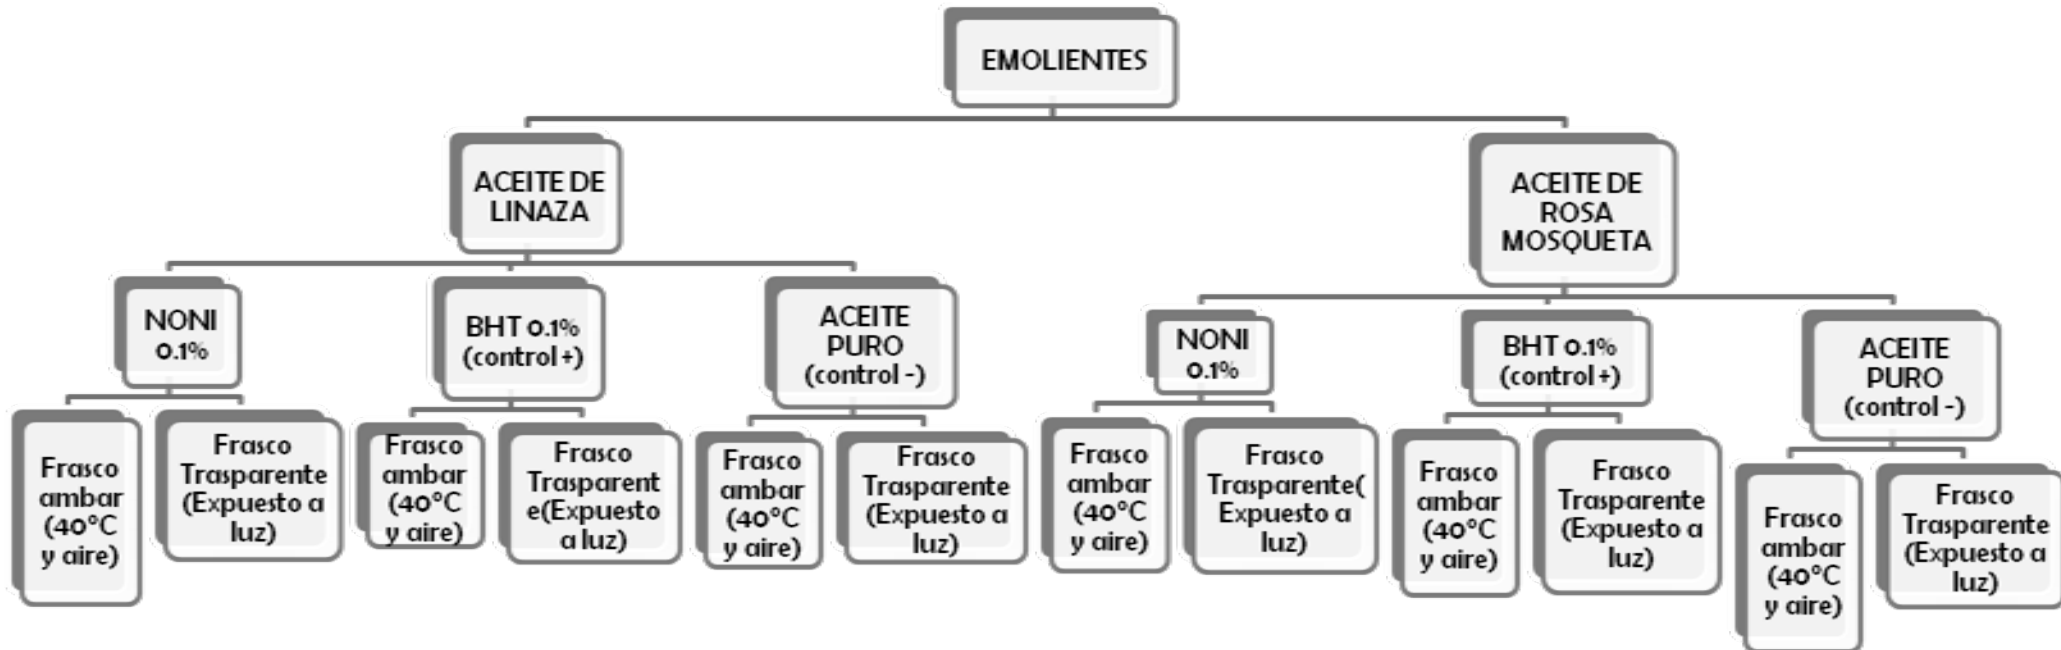 EMOLIENTES
ACEITE DE
LINAZA
ACEITE DE
ROSA
MOSQUETA
NONI
0.1%
BHT 0.1%
(control +)
ACEITE
PURO
(control -)
NONI
0.1%
BHT 0.1%
(control +)
ACEITE
PURO
(control -)
Frasco
ambar
(40°C
y aire)
Frasco
Trasparente
(Expuesto a
luz)
Frasco
ambar
(40°C
y aire)
Frasco
Trasparent
e(Expuesto
a luz)
Frasco
ambar
(40°C
y aire)
Frasco
Trasparente
(Expuesto a
luz)
Frasco
ambar
(40°C
y aire)
Frasco
Trasparente(
Expuesto a
luz)
Frasco
ambar
(40°C
y aire)
Frasco
Trasparente
(Expuesto a
luz)
Frasco
ambar
(40°C
y aire)
Frasco
Trasparente
(Expuesto a
luz)